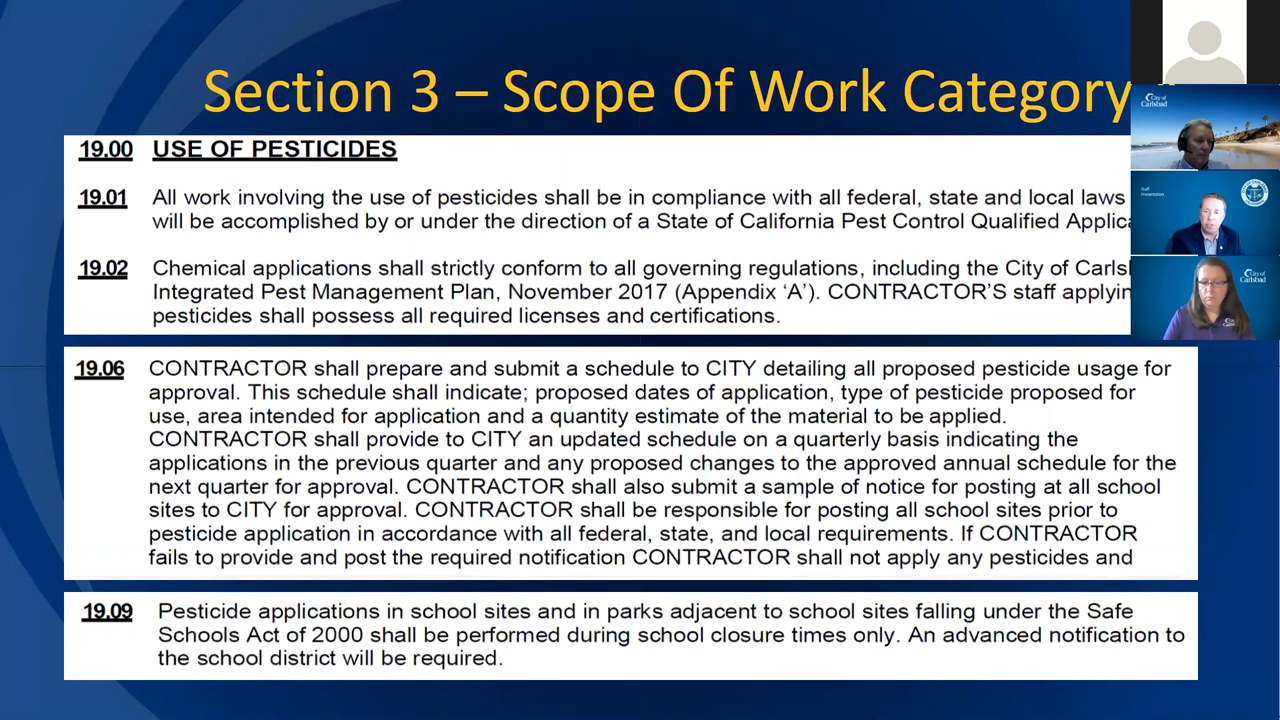 Section 3 – Scope Of Work Category
19.00 USE OF PESTICIDES
19.01 All work involving the use of pesticides shall be in compliance with all federal, state and local laws
will be accomplished by or under the direction of a State of California Pest Control Qualified
19.02 Chemical applications shall strictly conform to all governing regulations, including the City of
Integrated Pest Management Plan, November 2017 (Appendix ‘A’). CONTRACTOR’S staff
pesticides shall possess all required licenses and certifications.
19.06 CONTRACTOR shall prepare and submit a schedule to CITY detailing all proposed pesticide usage for
approval. This schedule shall indicate; proposed dates of application, type of pesticide proposed for
use, area intended for application and a quantity estimate of the material to be applied.
CONTRACTOR shall provide to CITY an updated schedule on a quarterly basis indicating the
applications in the previous quarter and any proposed changes to the approved annual schedule for the
next quarter for approval. CONTRACTOR shall also submit a sample of notice for posting at all school
sites to CITY for approval. CONTRACTOR shall be responsible for posting all school sites prior to
pesticide application in accordance with all federal, state, and local requirements. If CONTRACTOR
fails to provide and post the required notification CONTRACTOR shall not apply any pesticides and
19.09 Pesticide applications in school sites and in parks adjacent to school sites falling under the Safe
Schools Act of 2000 shall be performed during school closure times only. An advanced notification to
the school district will be required.
City of
Carlsbad
Staff
Presentation
City of
Carlsbad